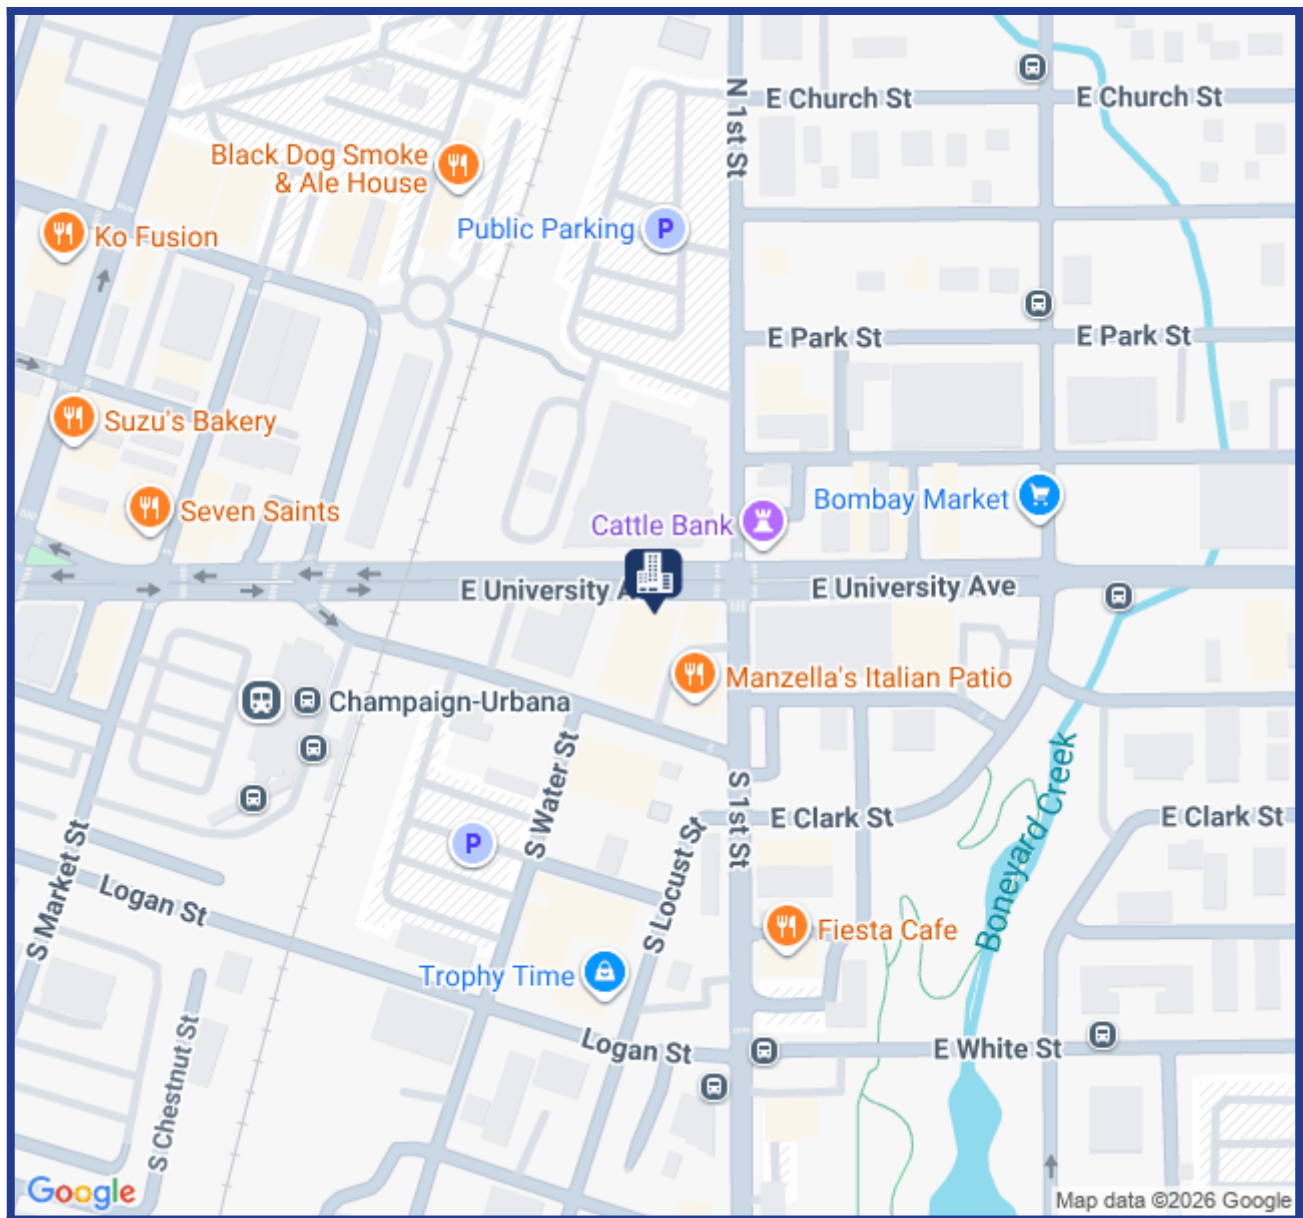 N 1st St
E Church St
E Church St
Black Dog Smoke
& Ale House
Public Parking
P
Ko Fusion
E Park St
E Park St
Suzu's Bakery
Seven Saints
Cattle Bank
Bombay Market
E University A
E University Ave
Manzella's Italian Patio
Champaign-Urbana
S Water St
S 1st St
Boneyard Creek
E Clark St
E Clark St
P
S Market St
Logan St
S Locust St
Fiesta Cafe
Trophy Time
S Chestnut St
Logan St
E White St
Google
Map data ©2026 Google